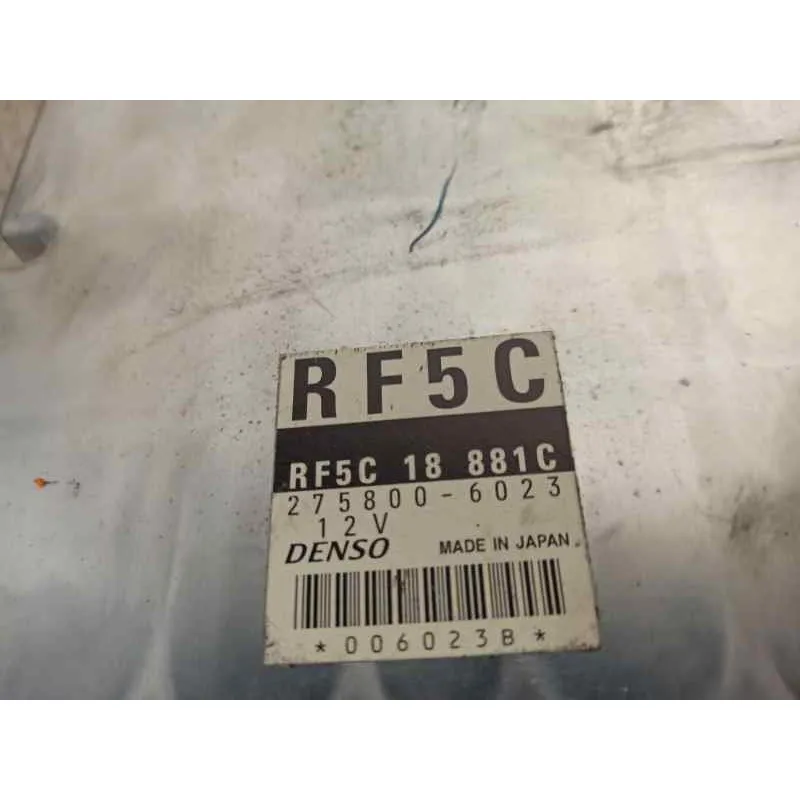 RF5C
RF5C 18 881C
275800-6023
12V
DENSO MADE IN JAPAN
*006023B*